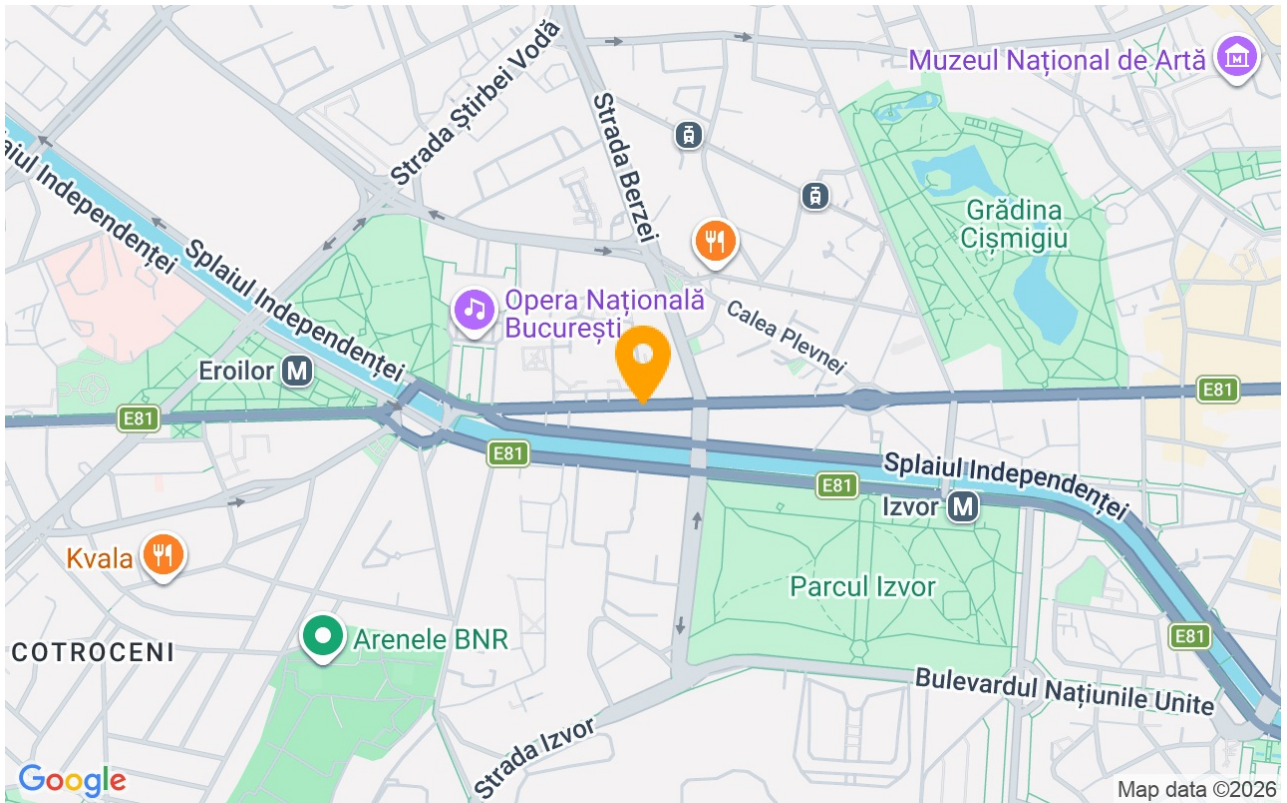 Muzeul Național de Artă
M
Strada Știrbei Vodă
Strada Berzei
aiul Independenței
Splaiul Independenței
Grădina
Cișmigiu
Opera Națională
București
Calea Plevnei
Eroilor M
E81
E81
E81
E81
Splaiul Independenței
Izvor M
Kvala
Parcul Izvor
E81
Arenele BNR
COTROCENI
Bulevardul Națiunile Unite
Strada Izvor
Google
Map data ©2026